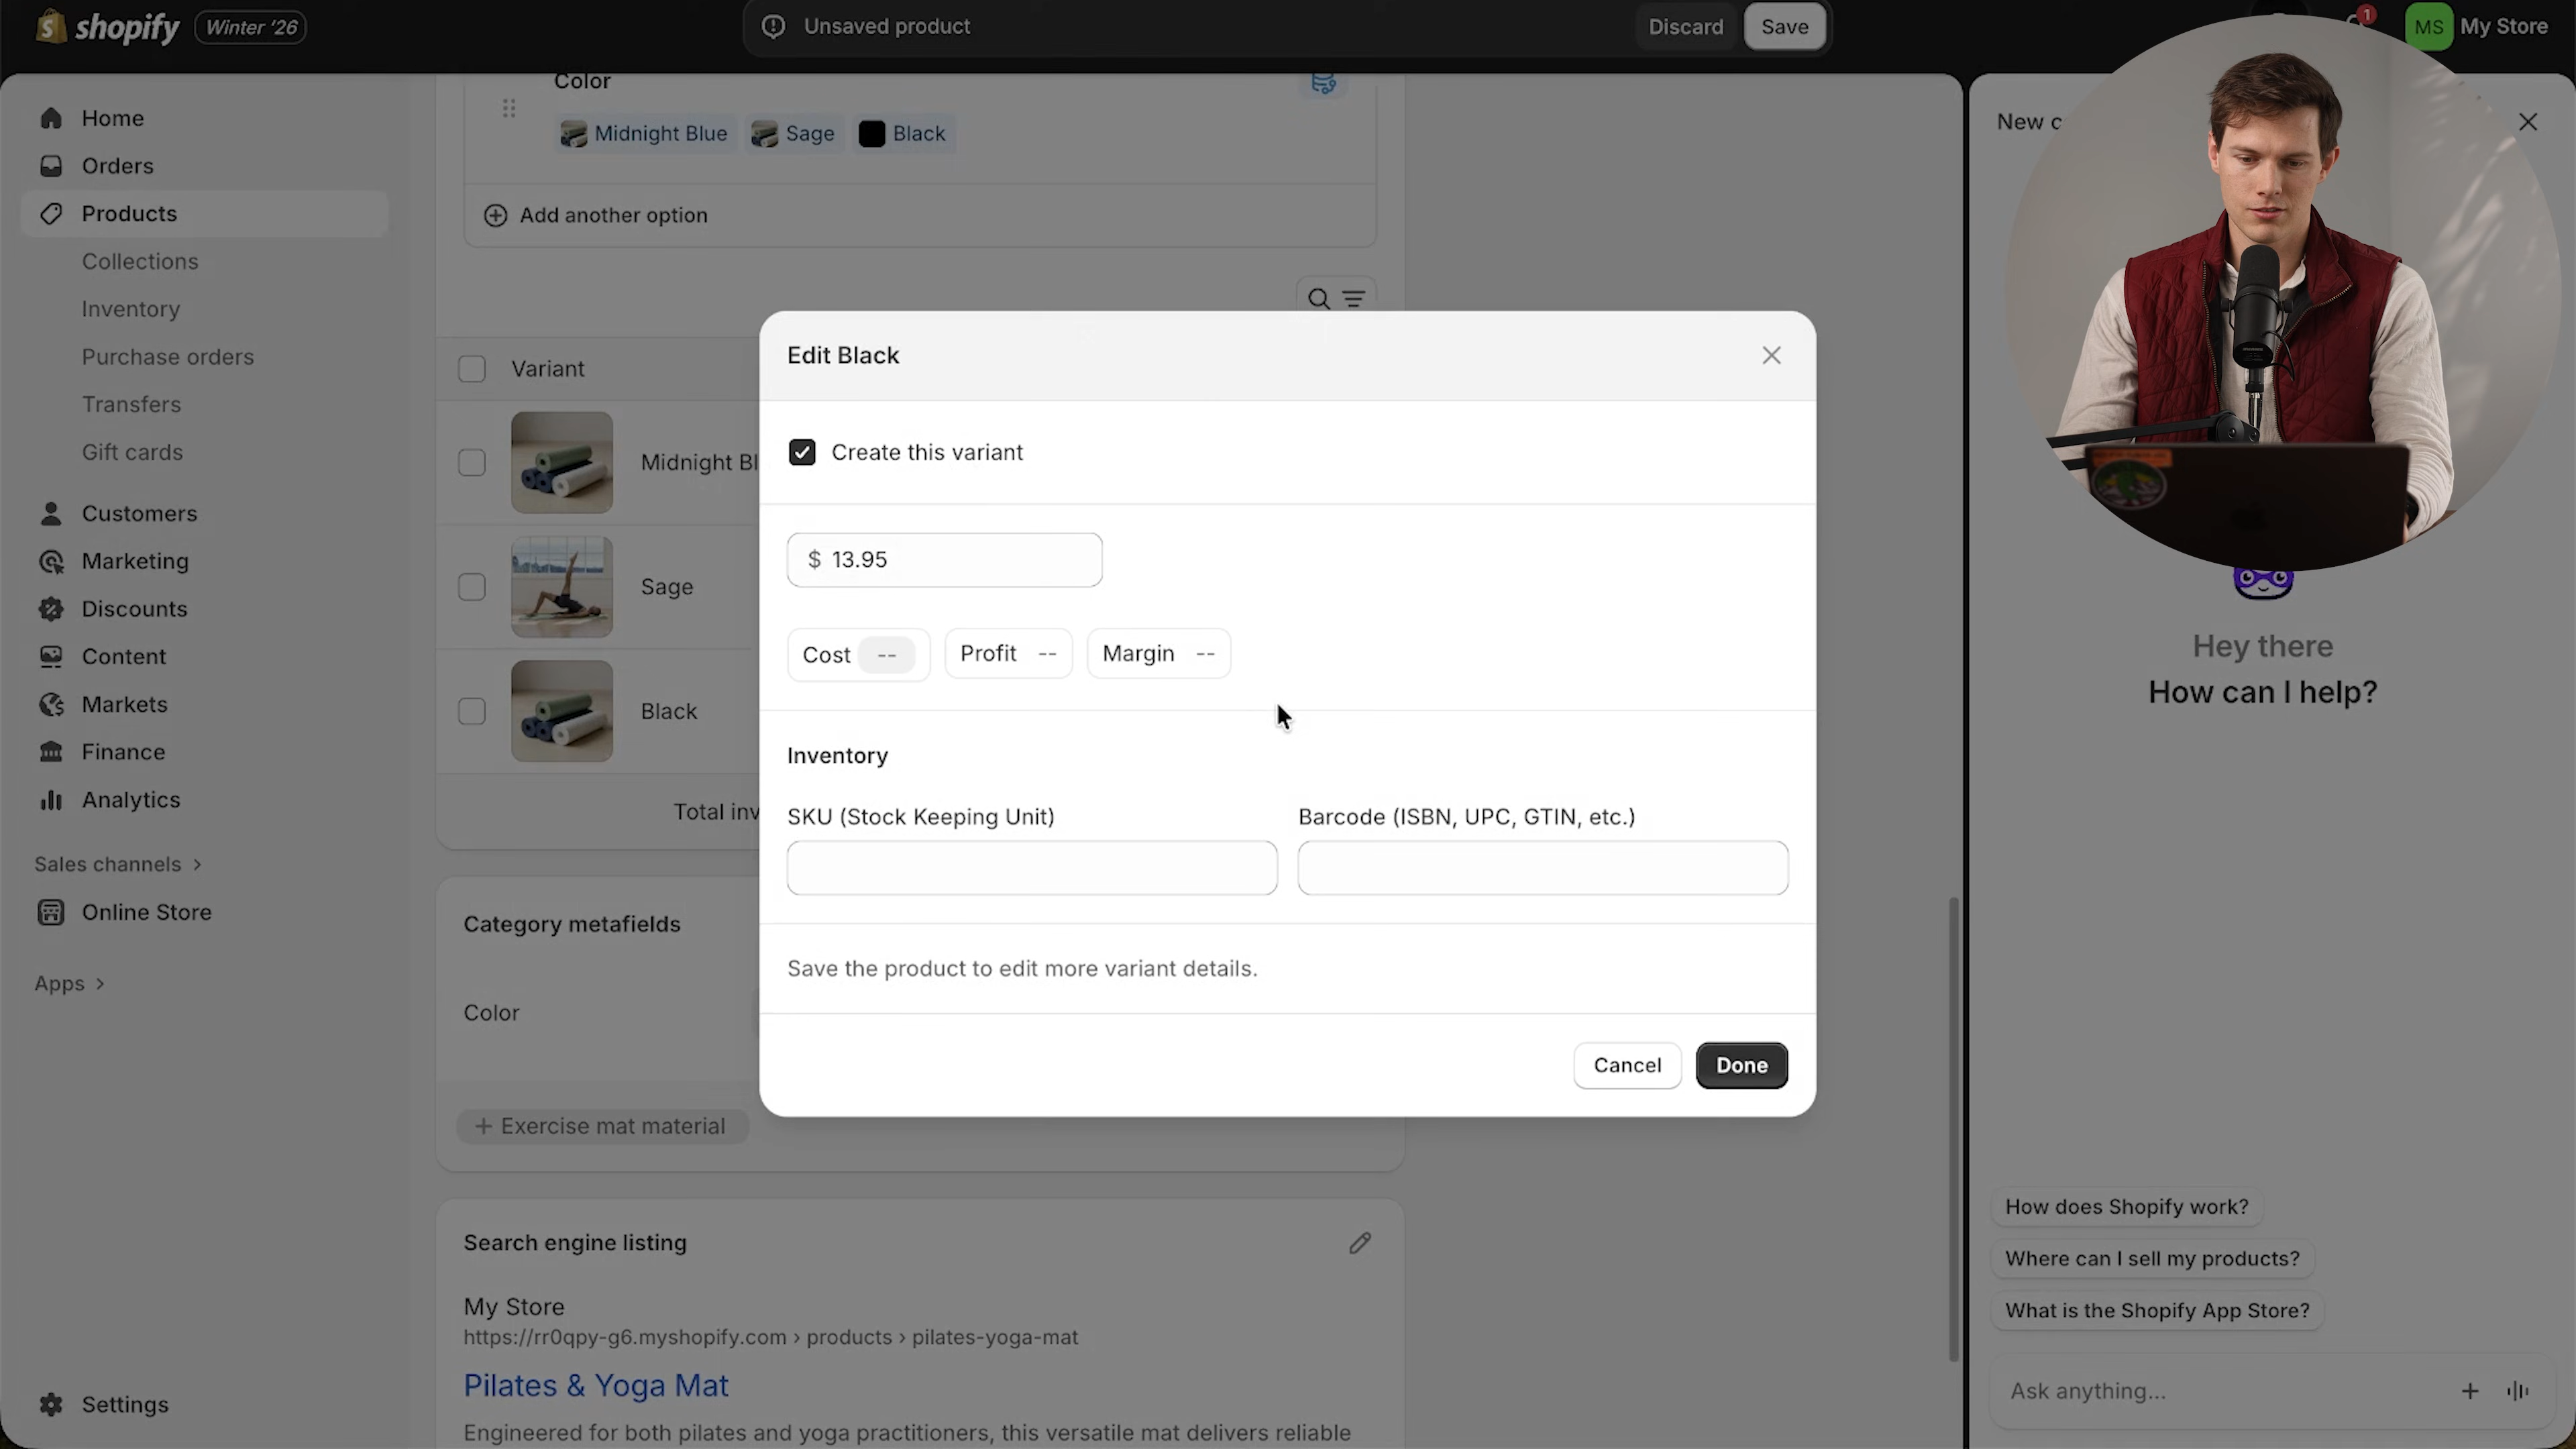 shopify
Winter '26
Unsaved product
Discard
Save
1
MS
My Store
Home
Orders
Products
Collections
Inventory
Purchase orders
Transfers
Gift cards
Customers
Marketing
Discounts
Content
Markets
Finance
Analytics
Sales channels
Online Store
Apps
Settings
Color
Midnight Blue
Sage
Black
Add another option
Variant
Midnight Bl
Sage
Black
Total inv
Category metafields
Color
+ Exercise mat material
Search engine listing
My Store
https://rr0qpy-g6.myshopify.com › products › pilates-yoga-mat
Pilates & Yoga Mat
Engineered for both pilates and yoga practitioners, this versatile mat delivers reliable
Edit Black
Create this variant
$ 13.95
Cost --
Profit --
Margin --
Inventory
SKU (Stock Keeping Unit)
Barcode (ISBN, UPC, GTIN, etc.)
Save the product to edit more variant details.
Cancel
Done
New c
Hey there
How can I help?
How does Shopify work?
Where can I sell my products?
What is the Shopify App Store?
Ask anything...